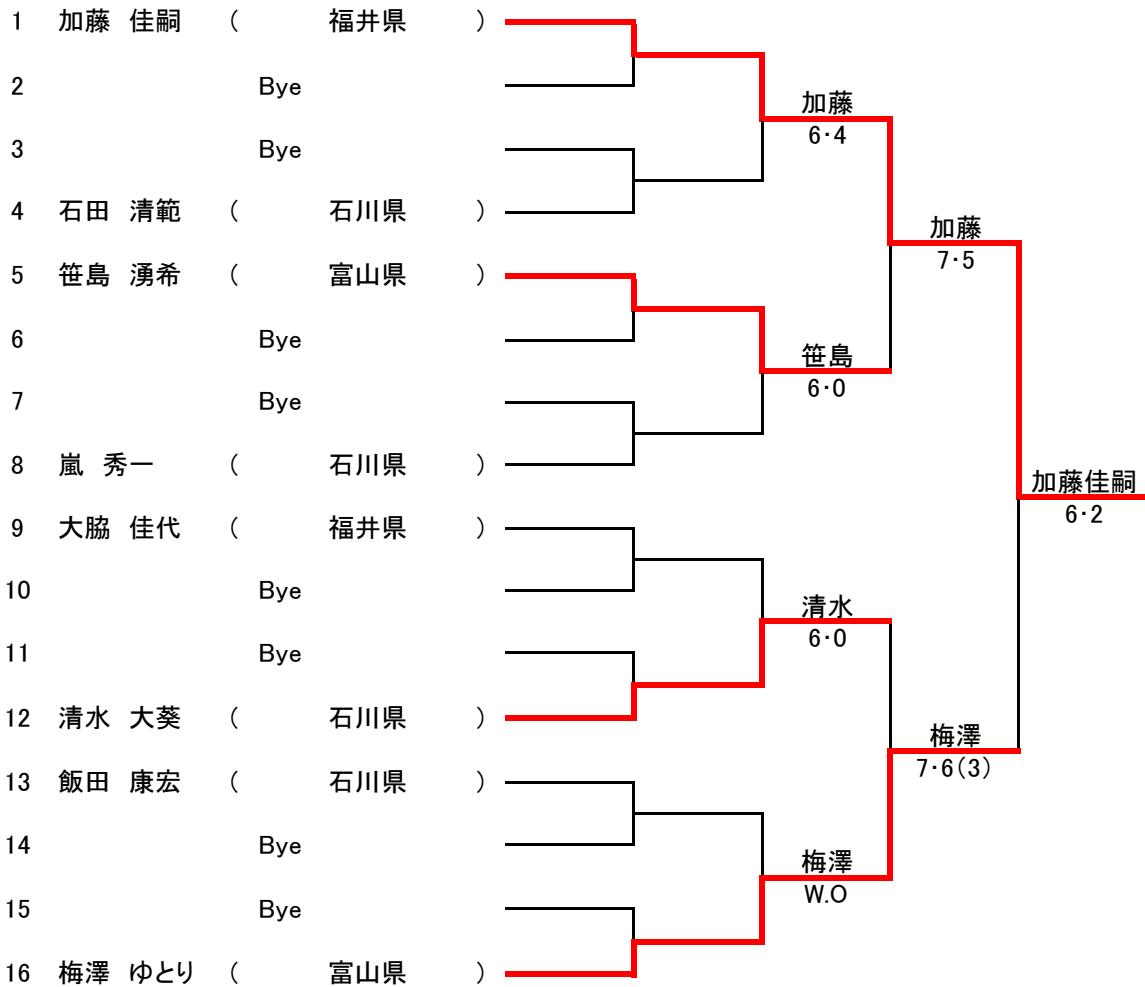 1 加藤 佳嗣 ( 福井県 )
2 Bye
加藤
6・4
3 Bye
4 石田 清範 ( 石川県 )
加藤
7・5
5 笹島 湧希 ( 富山県 )
6 Bye
笹島
6・0
7 Bye
8 嵐 秀一 ( 石川県 )
加藤佳嗣
6・2
9 大脇 佳代 ( 福井県 )
10 Bye
清水
6・0
11 Bye
12 清水 大葵 ( 石川県 )
梅澤
7・6(3)
13 飯田 康宏 ( 石川県 )
14 Bye
梅澤
W.O
15 Bye
16 梅澤 ゆとり ( 富山県 )